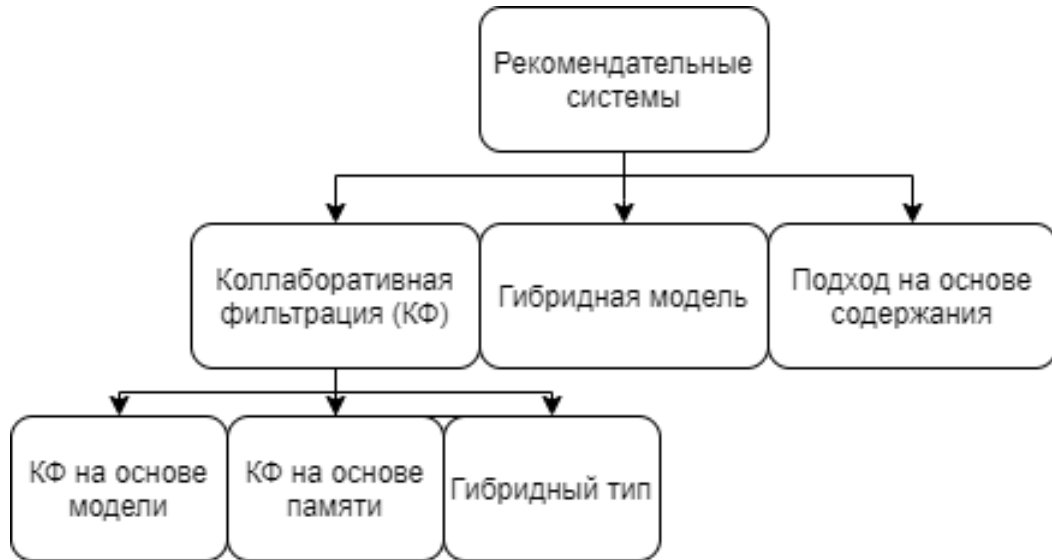 Рекомендательные
системы
Коллаборативная
фильтрация (КФ)
Гибридная модель
Подход на основе
содержания
КФ на основе
модели
КФ на основе
памяти
Гибридный тип